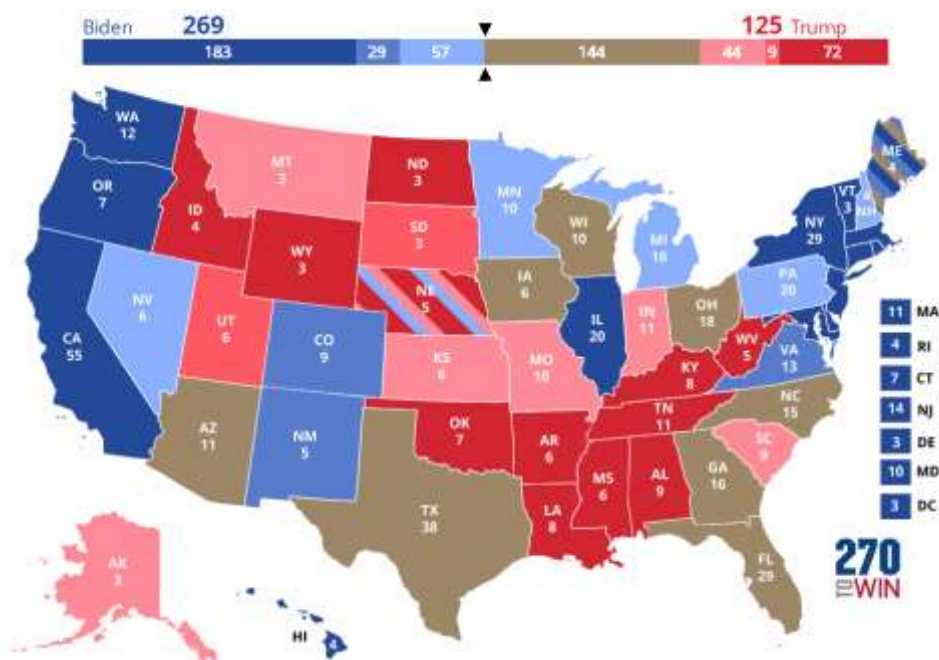 Biden 269
125 Trump
183 29 57 144 44 9 72
WA
12
OR
7
CA
55
NV
6
ID
4
MT
3
WY
3
UT
6
AZ
11
CO
9
NM
5
ND
3
SD
3
NE
5
KS
6
OK
7
TX
38
MN
10
IA
6
MO
10
AR
6
LA
8
WI
10
IL
20
MI
16
IN
11
OH
18
KY
8
TN
11
MS
6
AL
9
GA
16
FL
29
SC
9
NC
15
VA
13
WV
5
PA
20
NY
29
VT
3
NH
ME
AK
3
HI
4
11 MA
4 RI
7 CT
14 NJ
3 DE
10 MD
3 DC
270
TO WIN